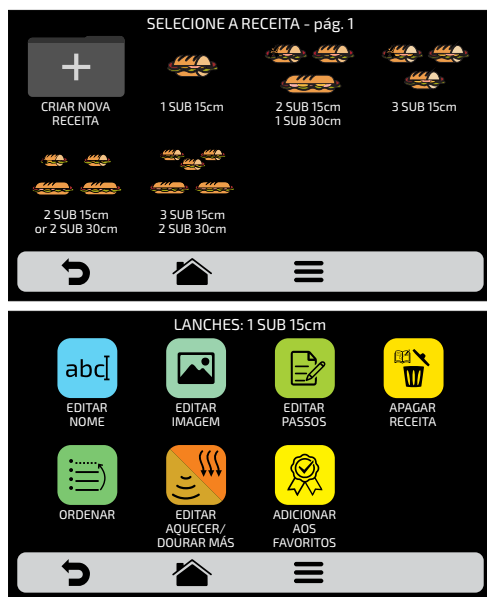 SELECIONE A RECEITA - pág. 1
CRIAR NOVA
RECEITA
1 SUB 15cm
2 SUB 15cm
1 SUB 30cm
3 SUB 15cm
2 SUB 15cm
or 2 SUB 30cm
3 SUB 15cm
2 SUB 30cm
LANCHES: 1 SUB 15cm
abc
EDITAR
NOME
EDITAR
IMAGEM
EDITAR
PASSOS
APAGAR
RECEITA
ORDENAR
EDITAR
AQUECER/
DOURAR MÁS
ADICIONAR
AOS
FAVORITOS